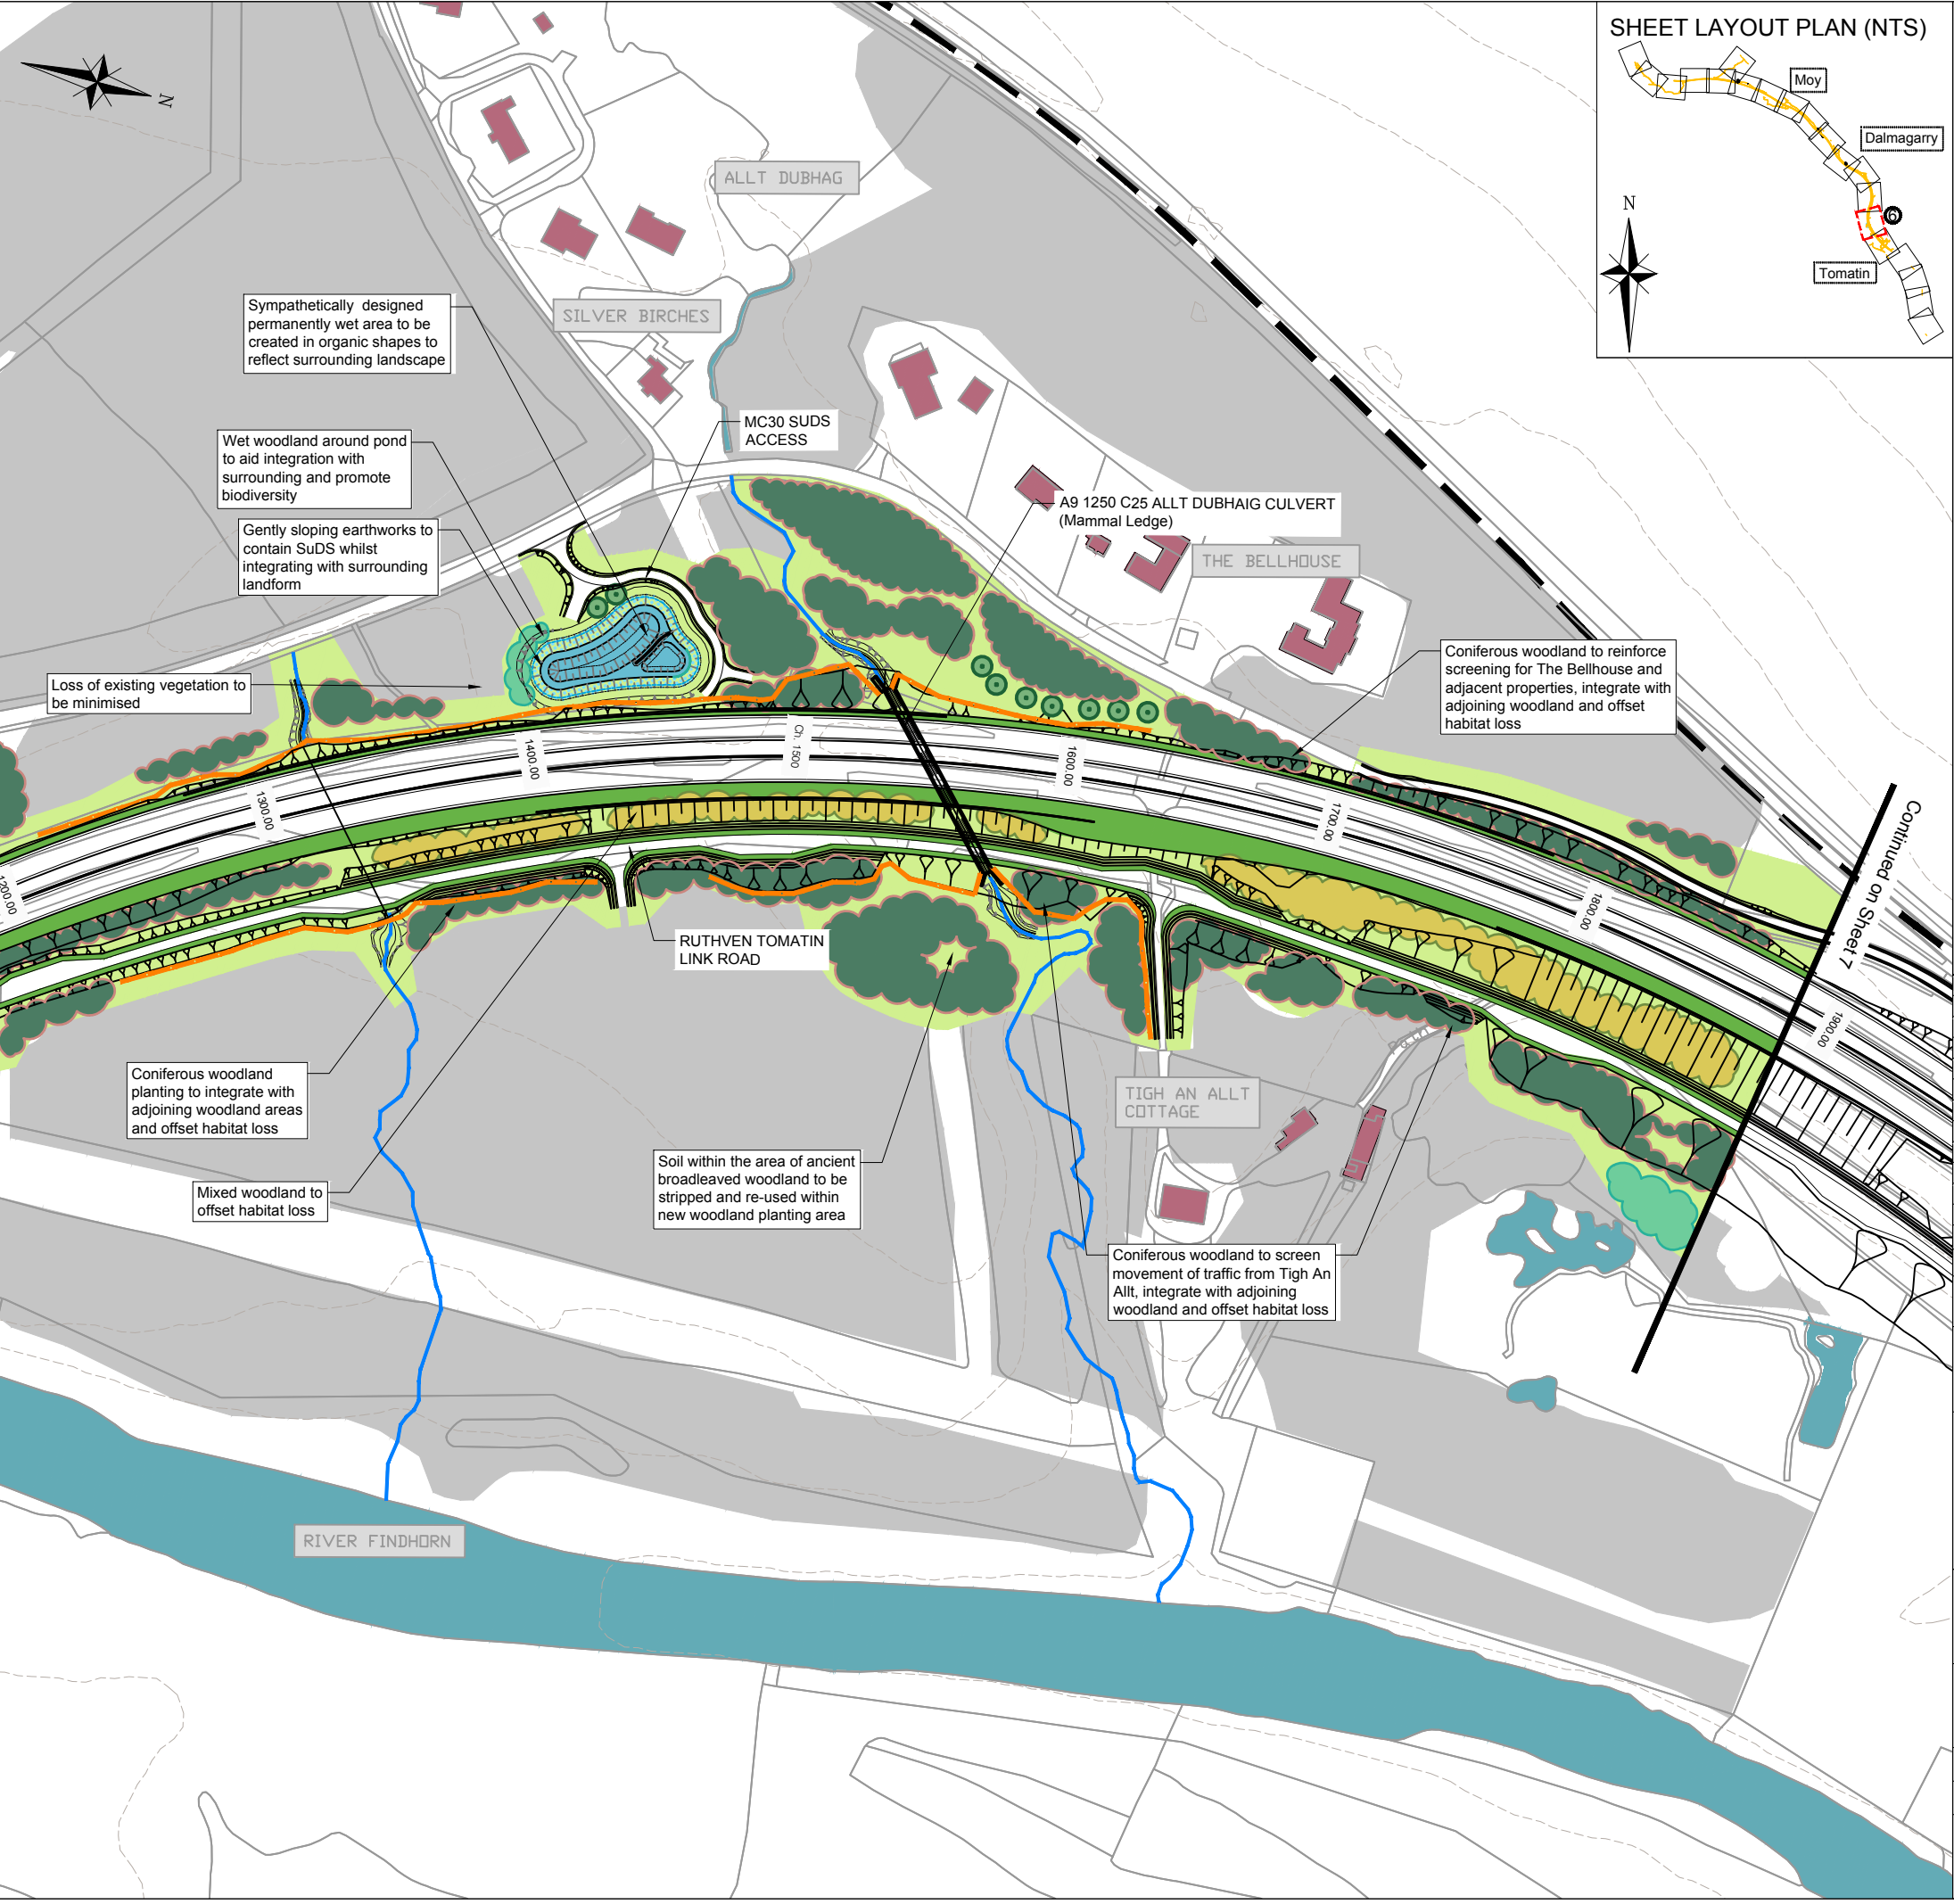 SHEET LAYOUT PLAN (NTS)
Moy
Dalmagarry
N
6
Tomatin
N
ALLT DUBHAG
SILVER BIRCHES
Sympathetically designed
permanently wet area to be
created in organic shapes to
reflect surrounding landscape
MC30 SUDS
ACCESS
Wet woodland around pond
to aid integration with
surrounding and promote
biodiversity
A9 1250 C25 ALLT DUBHAIG CULVERT
(Mammal Ledge)
Gently sloping earthworks to
contain SuDS whilst
integrating with surrounding
landform
THE BELLHOUSE
Coniferous woodland to reinforce
screening for The Bellhouse and
adjacent properties, integrate with
adjoining woodland and offset
habitat loss
Loss of existing vegetation to
be minimised
1200.00
1300.00
1400.00
Ch. 1500
1600.00
1700.00
1800.00
1900.00
Continued on Sheet 7
RUTHVEN TOMATIN
LINK ROAD
Path
Coniferous woodland
planting to integrate with
adjoining woodland areas
and offset habitat loss
TIGH AN ALLT
COTTAGE
Mixed woodland to
offset habitat loss
Soil within the area of ancient
broadleaved woodland to be
stripped and re-used within
new woodland planting area
Coniferous woodland to screen
movement of traffic from Tigh An
Allt, integrate with adjoining
woodland and offset habitat loss
RIVER FINDHORN